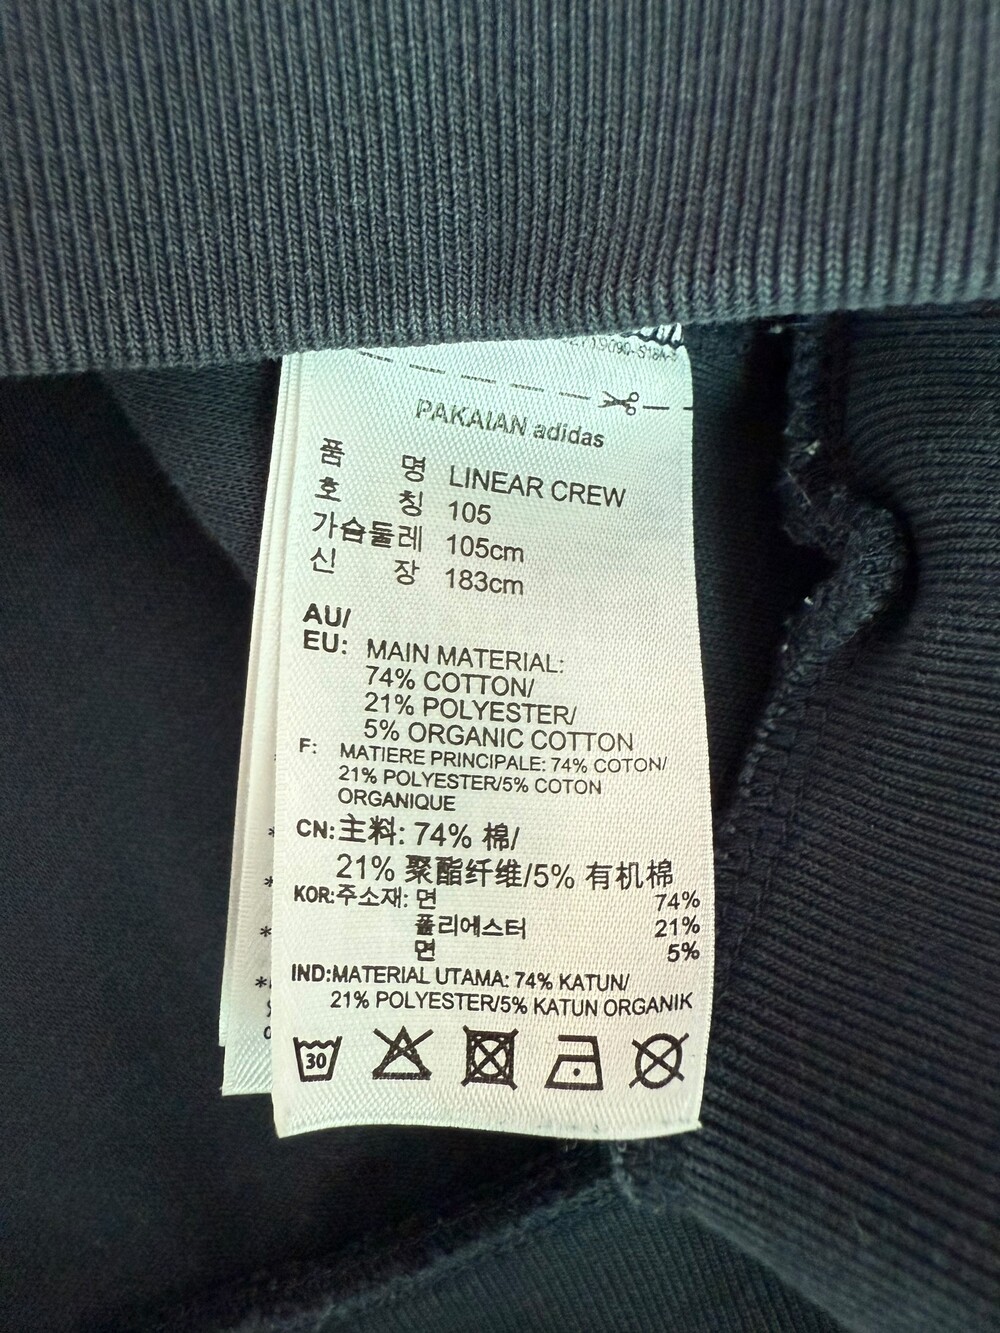 PAKAIAN adidas
품 명 LINEAR CREW
호 칭 105
가슴둘레 105cm
신 장 183cm
AU/
EU: MAIN MATERIAL:
74% COTTON/
21% POLYESTER/
5% ORGANIC COTTON
F: MATIERE PRINCIPALE: 74% COTON/
21% POLYESTER/5% COTON
ORGANIQUE
CN:主料: 74% 棉/
21% 聚酯纤维/5% 有机棉
KOR:주소재: 면 74%
폴리에스터 21%
면 5%
IND:MATERIAL UTAMA: 74% KATUN/
21% POLYESTER/5% KATUN ORGANIK
30